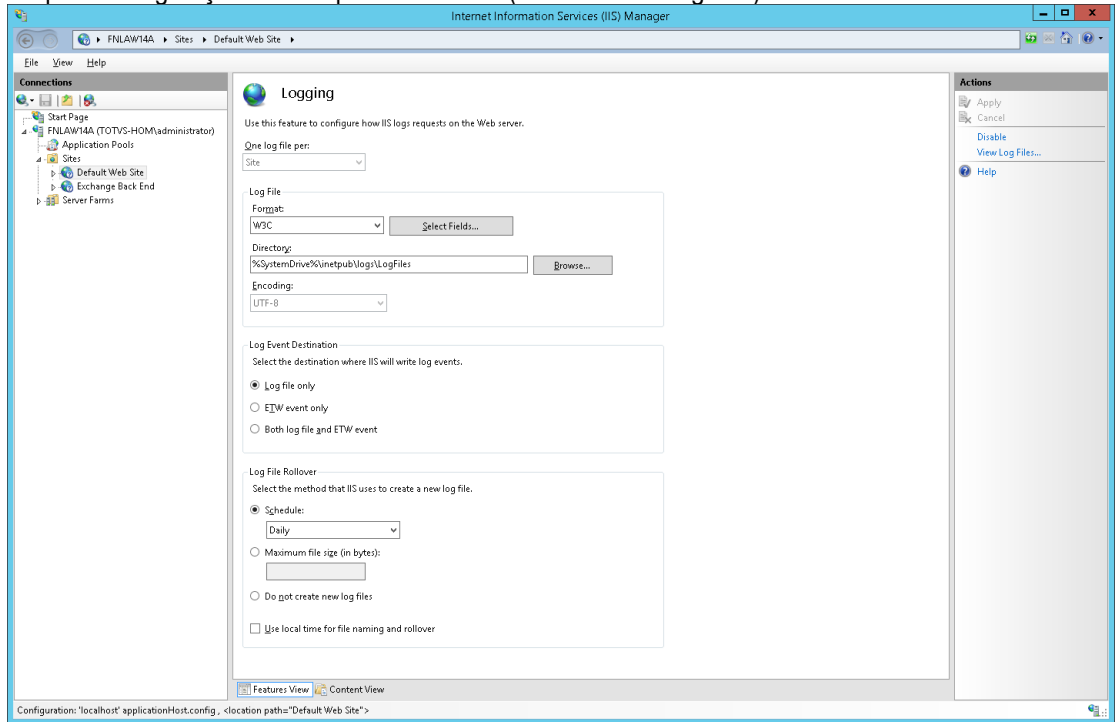 Internet Information Services (IIS) Manager
FNLAW14A ▸ Sites ▸ Default Web Site ▸
File View Help
Connections
Start Page
FNLAW14A (TOTVS-HOM\administrator)
Application Pools
Sites
Default Web Site
Exchange Back End
Server Farms
Logging
Use this feature to configure how IIS logs requests on the Web server.
One log file per:
Site
Log File
Format:
W3C Select Fields...
Directory:
%SystemDrive%\inetpub\logs\LogFiles Browse...
Encoding:
UTF-8
Log Event Destination
Select the destination where IIS will write log events.
Log file only
ETW event only
Both log file and ETW event
Log File Rollover
Select the method that IIS uses to create a new log file.
Schedule:
Daily
Maximum file size (in bytes):
Do not create new log files
Use local time for file naming and rollover
Features View Content View
Actions
Apply
Cancel
Disable
View Log Files...
Help
Configuration: 'localhost' applicationHost.config , <location path="Default Web Site">